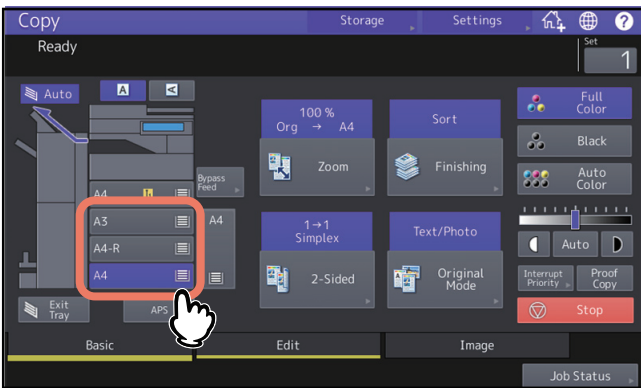 Copy
Storage
Settings
?
Ready
Set
1
Auto
A
A
A4
A3
A4-R
A4
Bypass
Feed
A4
Exit
Tray
APS
100 %
Org → A4
Zoom
Sort
Finishing
1→1
Simplex
2-Sided
Text/Photo
Original
Mode
Full
Color
Black
Auto
Color
Auto
Interrupt
Priority
Proof
Copy
Stop
Basic
Edit
Image
Job Status